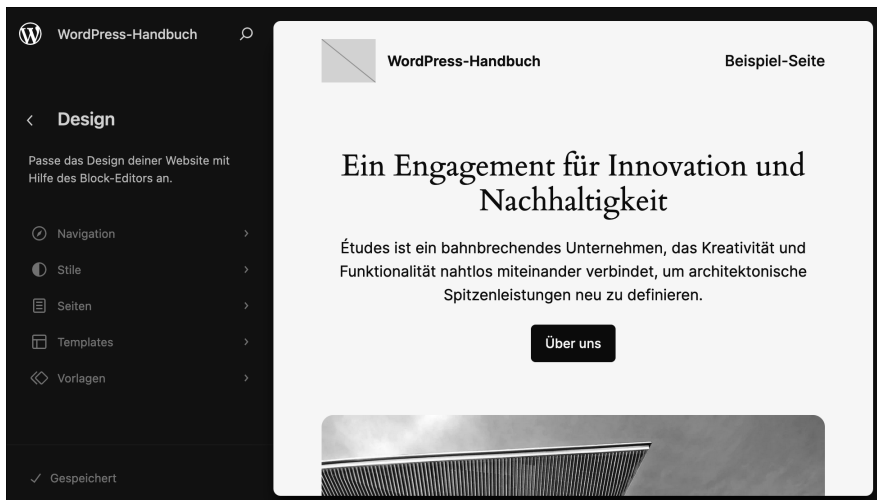 WordPress-Handbuch
Design
Passe das Design deiner Website mit
Hilfe des Block-Editors an.
Navigation
Stile
Seiten
Templates
Vorlagen
Gespeichert
WordPress-Handbuch
Beispiel-Seite
Ein Engagement für Innovation und
Nachhaltigkeit
Études ist ein bahnbrechendes Unternehmen, das Kreativität und
Funktionalität nahtlos miteinander verbindet, um architektonische
Spitzenleistungen neu zu definieren.
Über uns